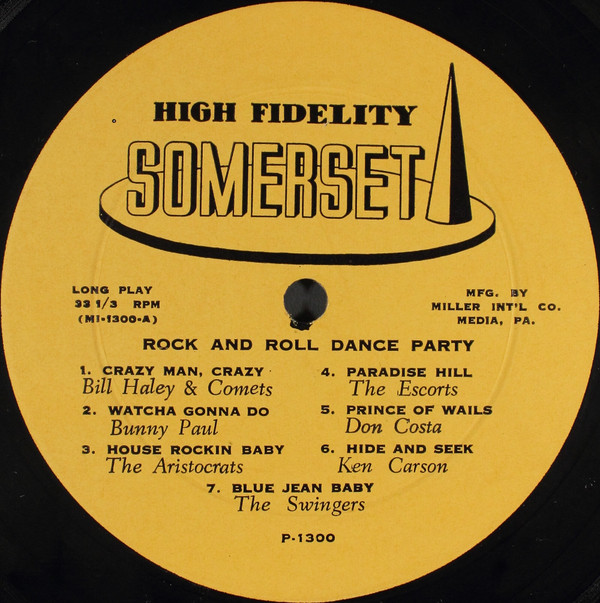 HIGH FIDELITY
SOMERSET
LONG PLAY
33 1/3 RPM
(MI-1300-A)
MFG. BY
MILLER INT'L CO.
MEDIA, PA.
ROCK AND ROLL DANCE PARTY
1. CRAZY MAN, CRAZY
Bill Haley & Comets
2. WATCHA GONNA DO
Bunny Paul
3. HOUSE ROCKIN BABY
The Aristocrats
4. PARADISE HILL
The Escorts
5. PRINCE OF WAILS
Don Costa
6. HIDE AND SEEK
Ken Carson
7. BLUE JEAN BABY
The Swingers
P-1300